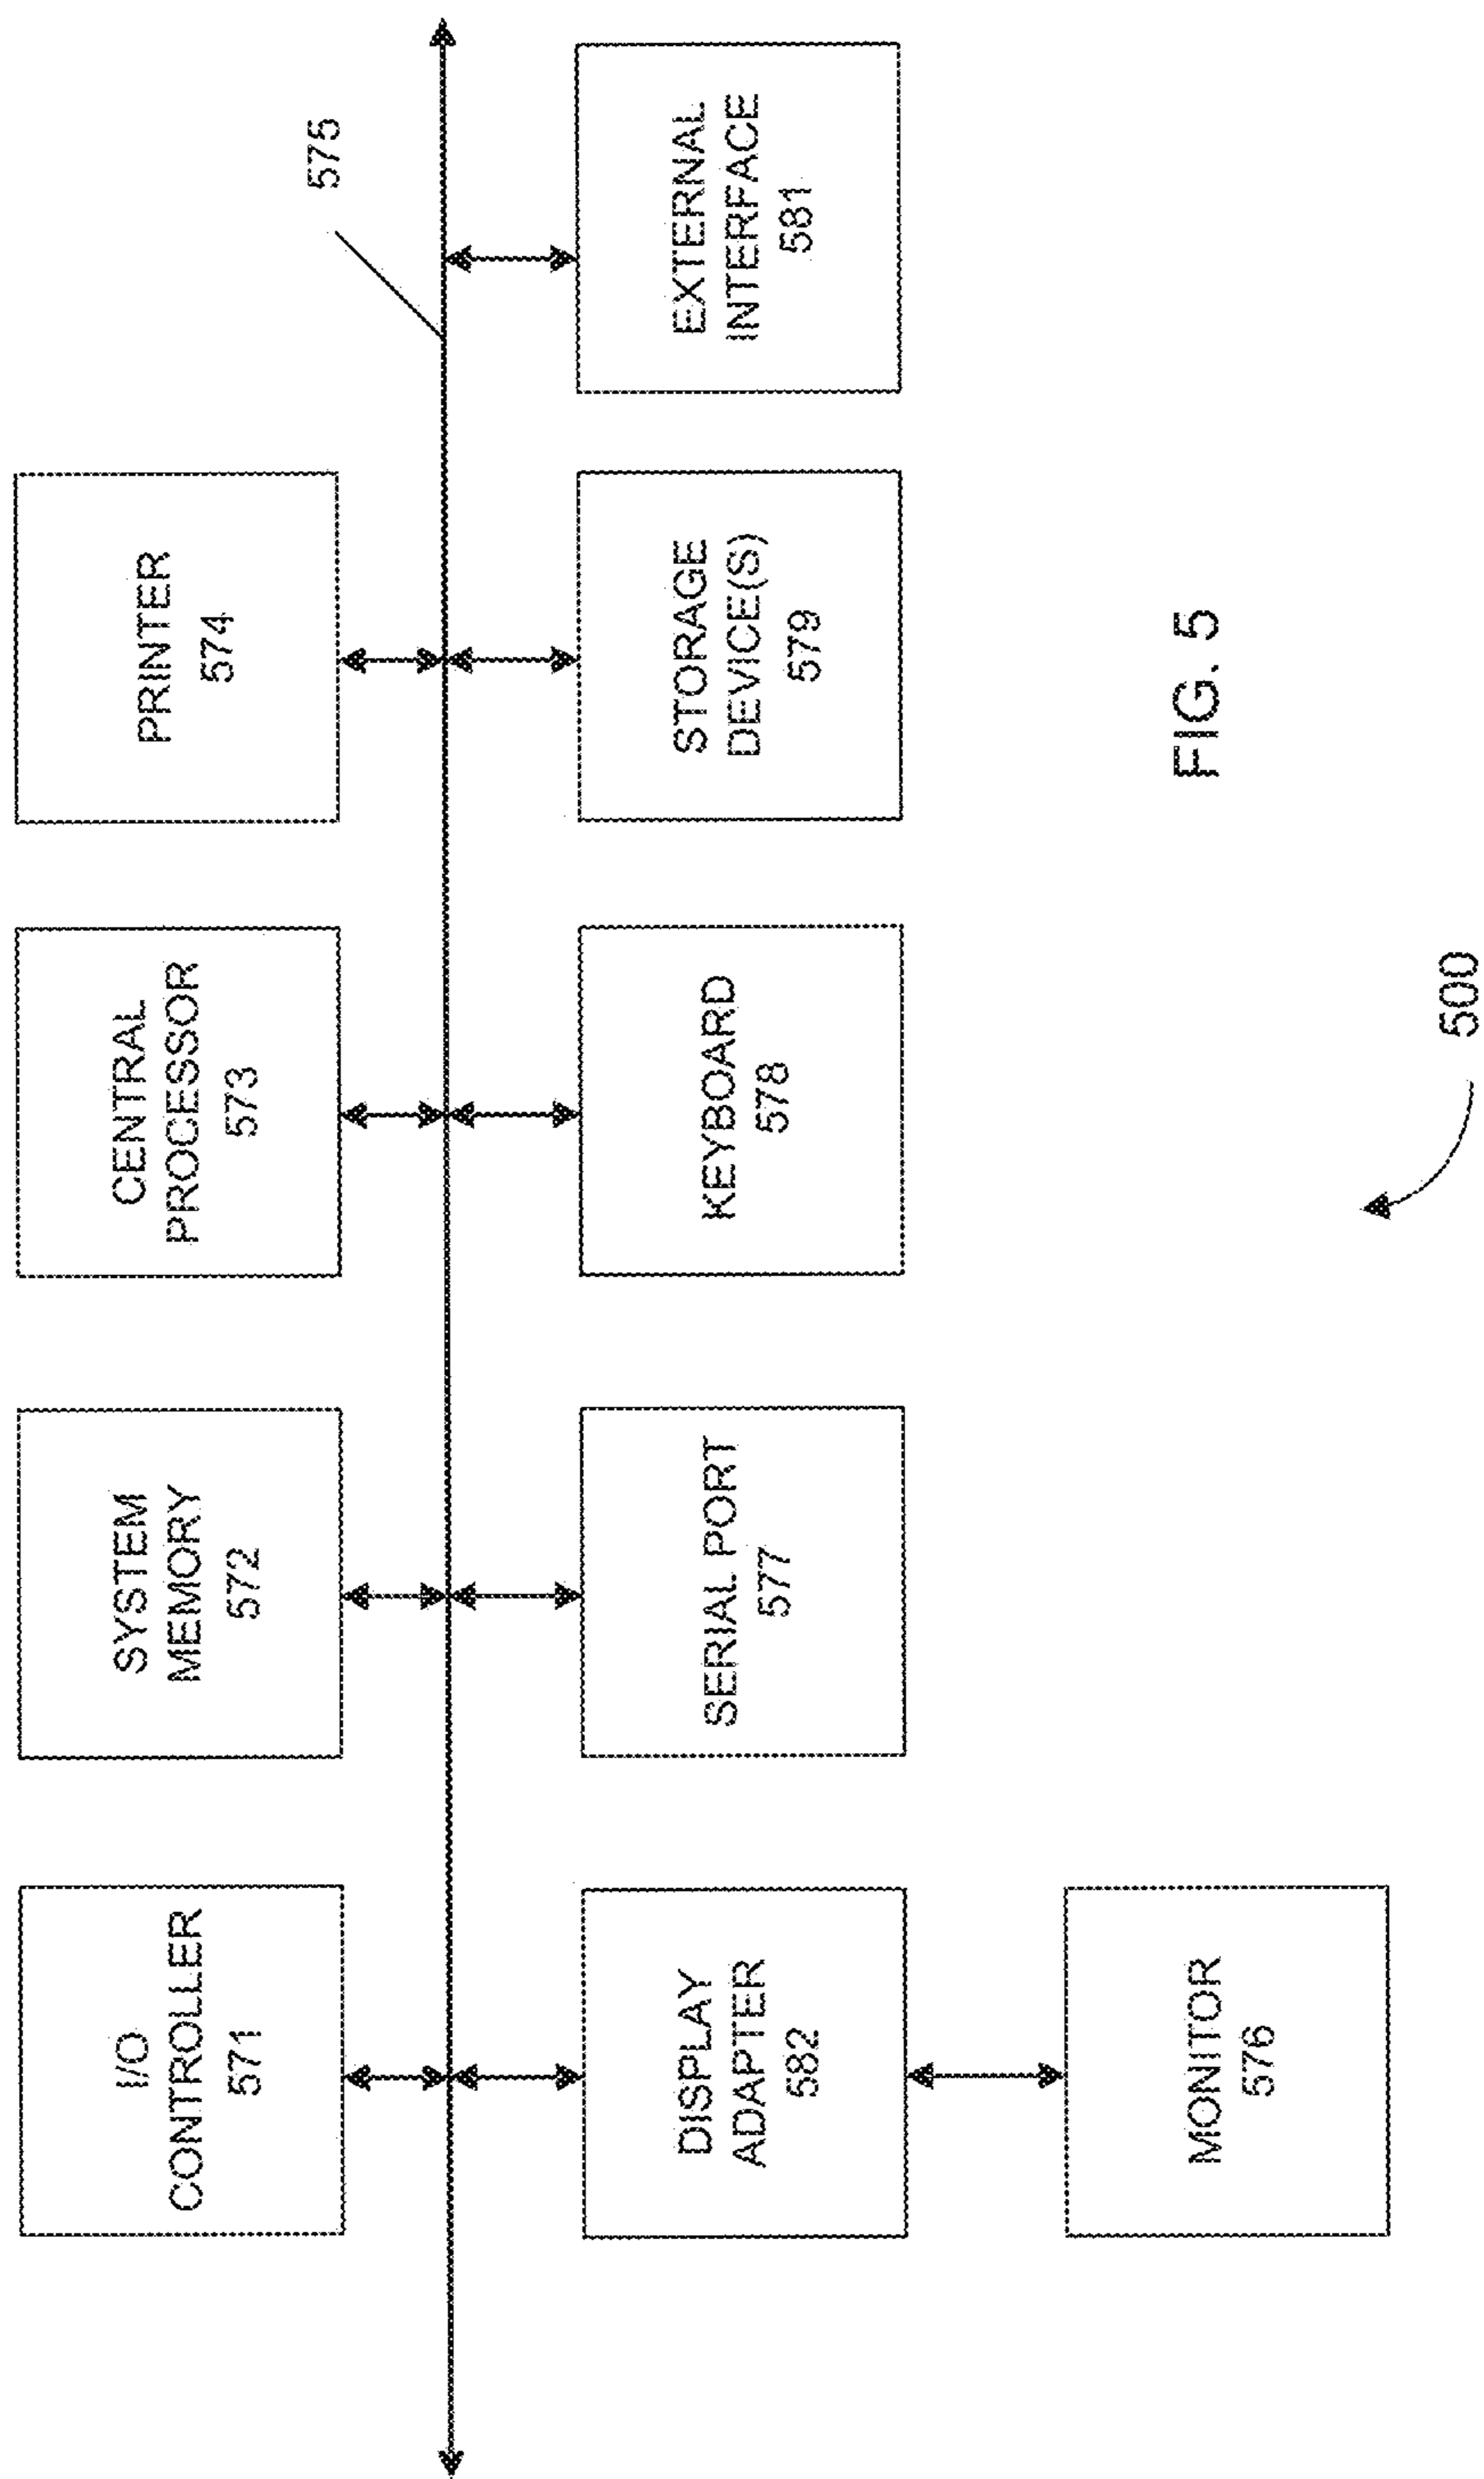 I/O
CONTROLLER
571
SYSTEM
MEMORY
572
CENTRAL
PROCESSOR
573
PRINTER
574
575
DISPLAY
ADAPTER
582
SERIAL PORT
577
KEYBOARD
578
STORAGE
DEVICE(S)
579
EXTERNAL
INTERFACE
581
MONITOR
576
500
FIG. 5